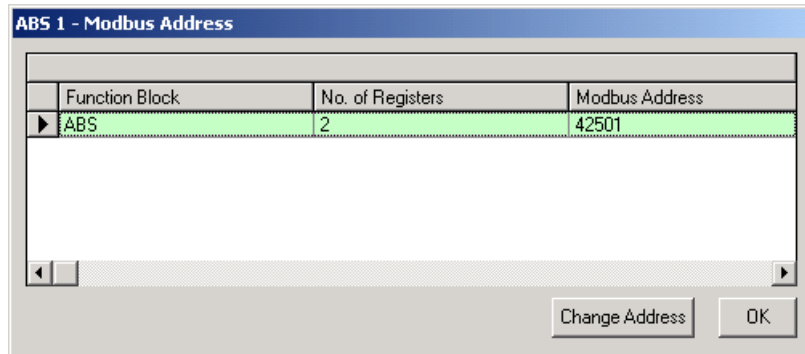 ABS 1 - Modbus Address
Function Block No. of Registers Modbus Address
ABS 2 42501
Change Address OK